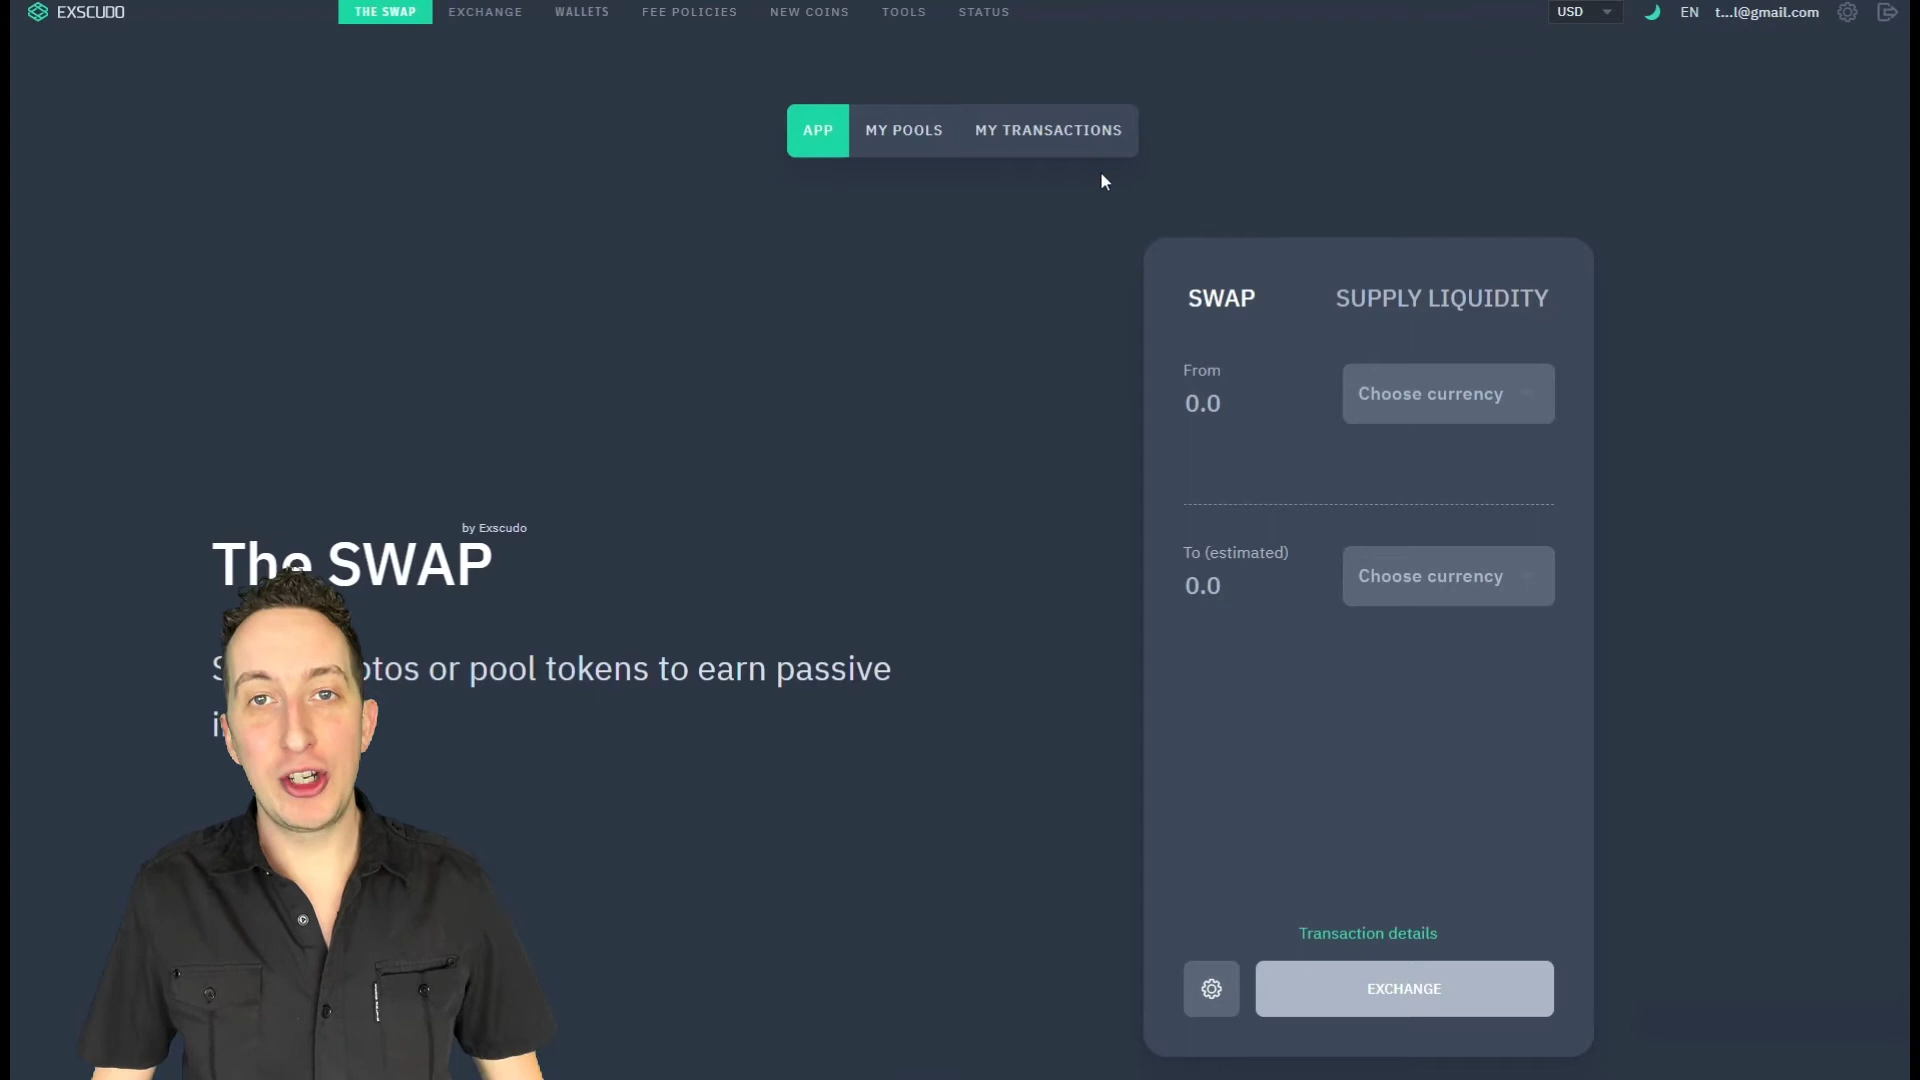 EXSCUDO
THE SWAP
EXCHANGE
WALLETS
FEE POLICIES
NEW COINS
TOOLS
STATUS
USD
EN
t...l@gmail.com
APP
MY POOLS
MY TRANSACTIONS
SWAP
SUPPLY LIQUIDITY
From
0.0
Choose currency
To (estimated)
0.0
Choose currency
Transaction details
EXCHANGE
by Exscudo
The SWAP
or pool tokens to earn passive